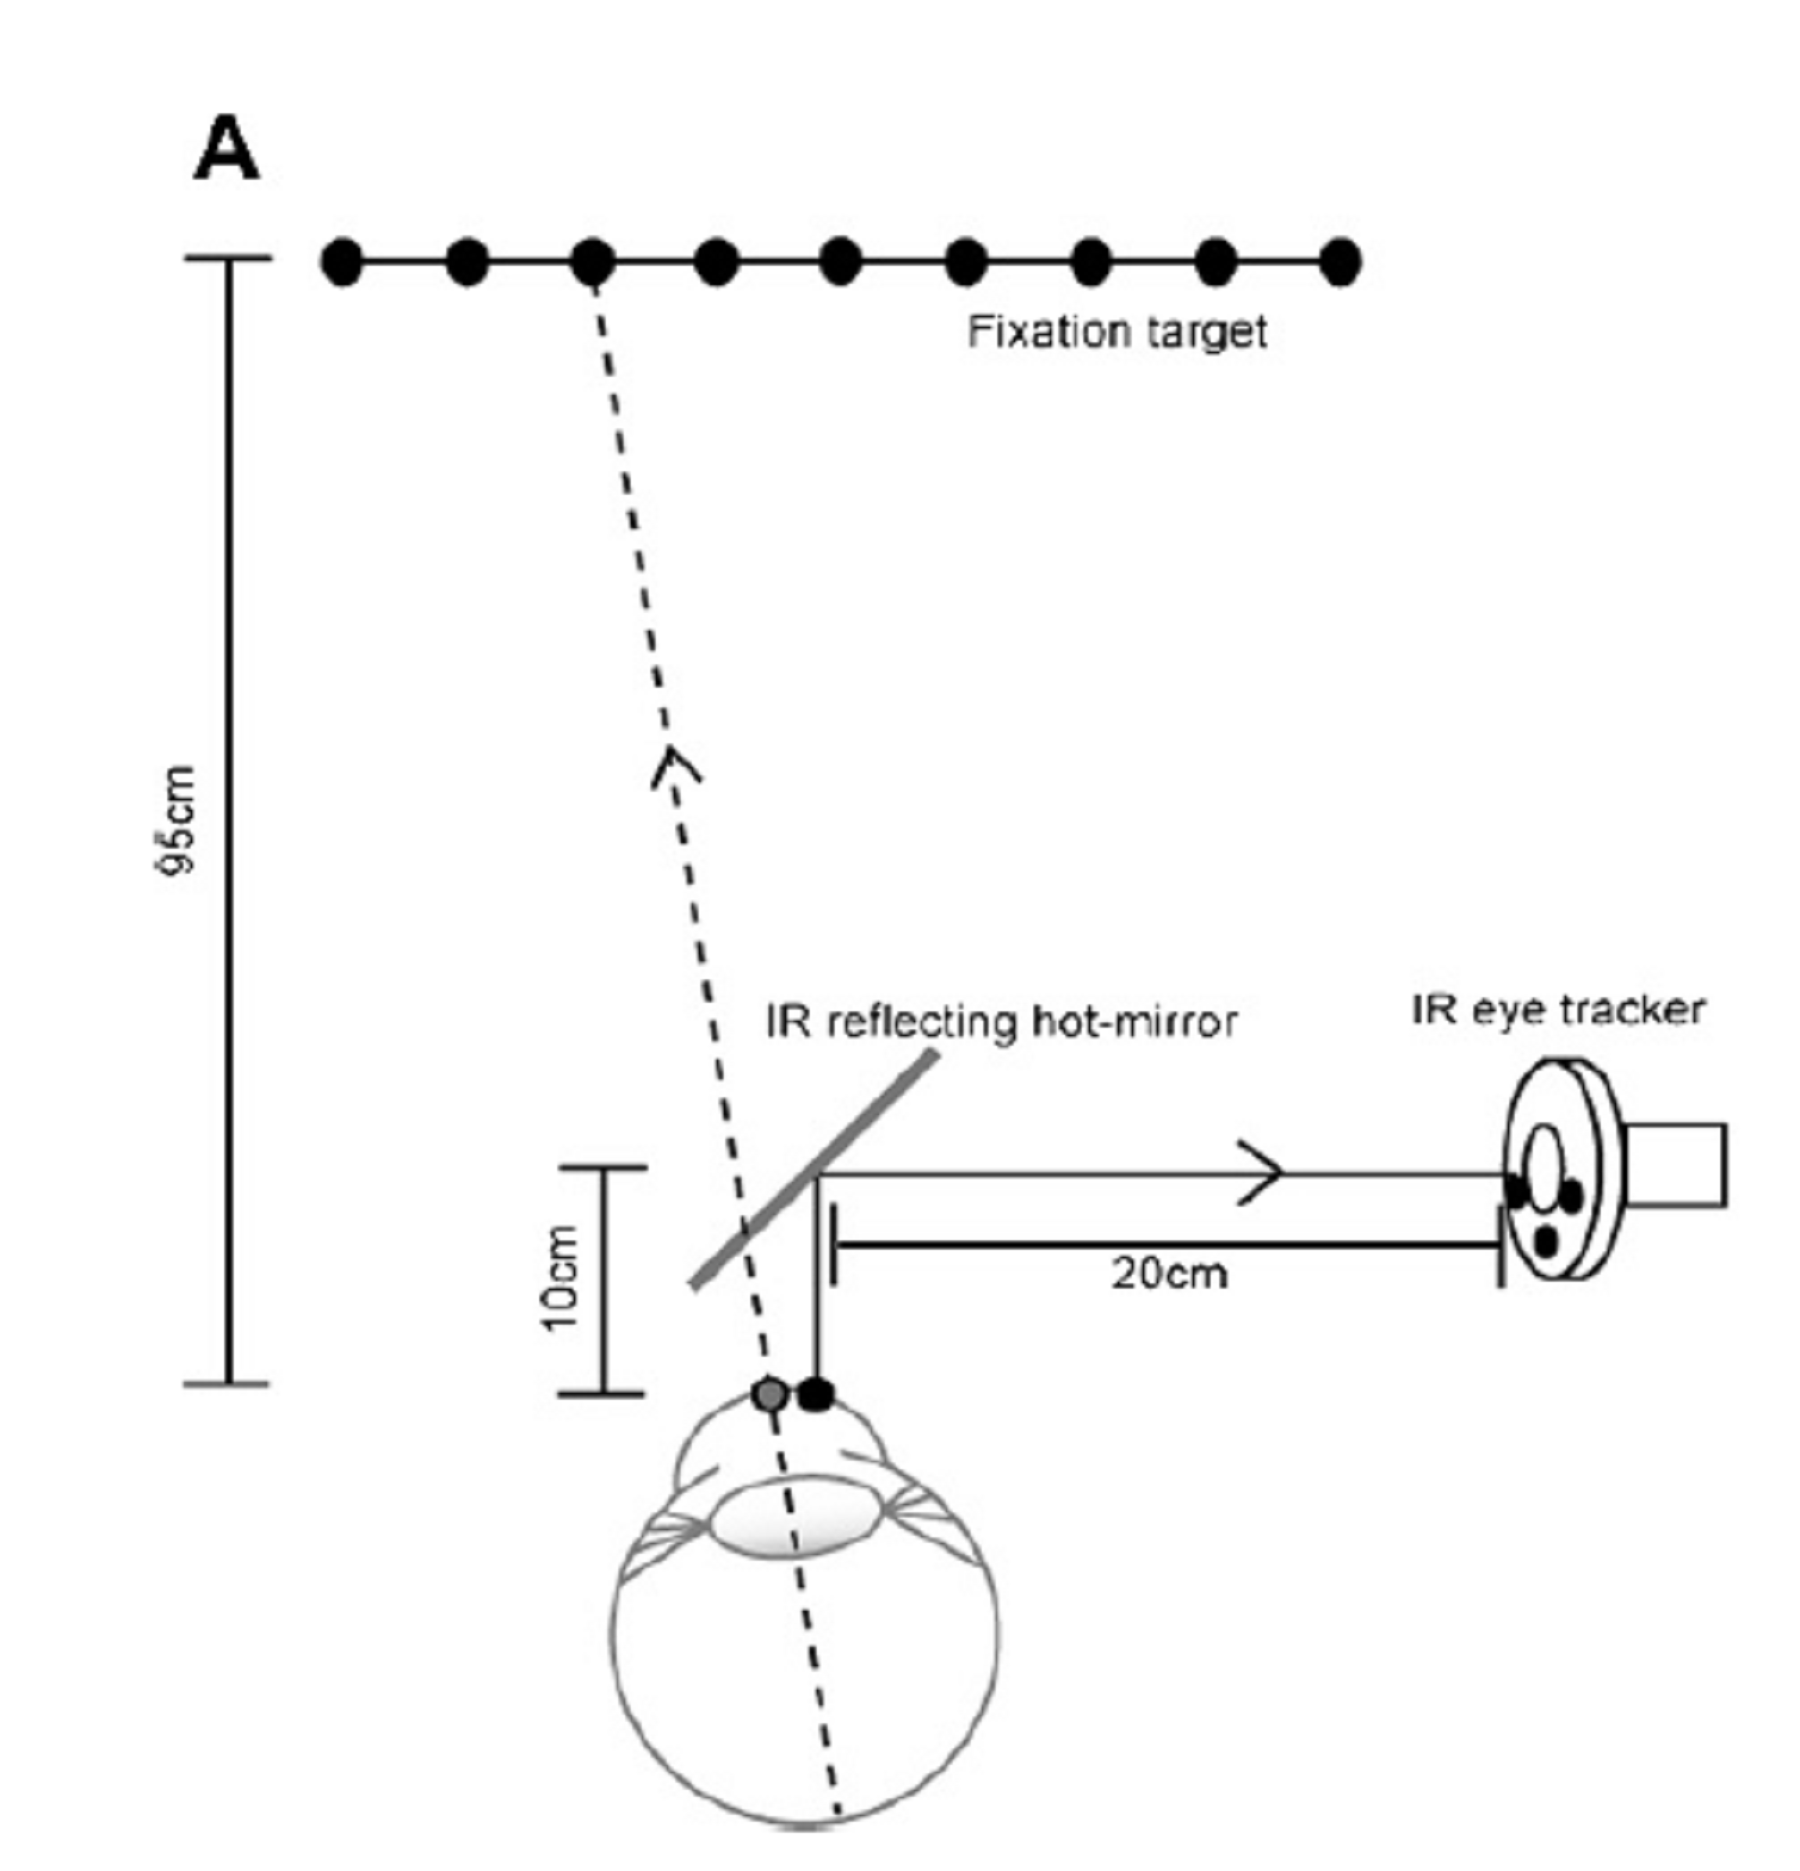 A
Fixation target
95cm
IR reflecting hot-mirror
IR eye tracker
10cm
20cm